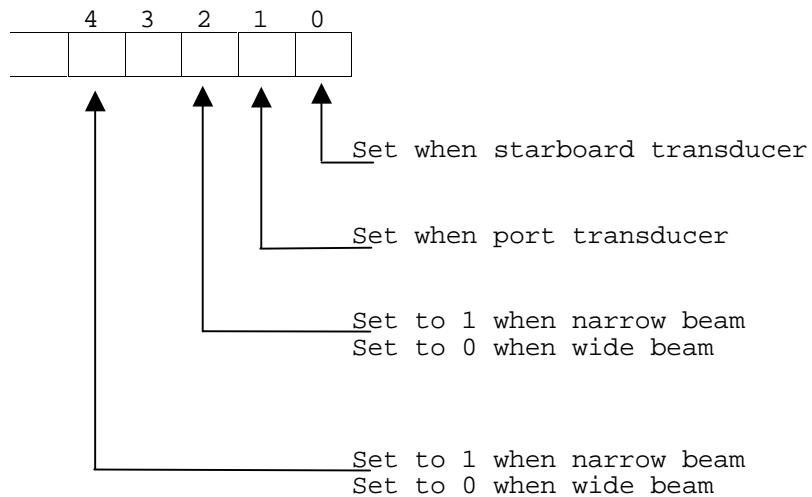 4 3 2 1 0
Set when starboard transducer
Set when port transducer
Set to 1 when narrow beam
Set to 0 when wide beam
Set to 1 when narrow beam
Set to 0 when wide beam